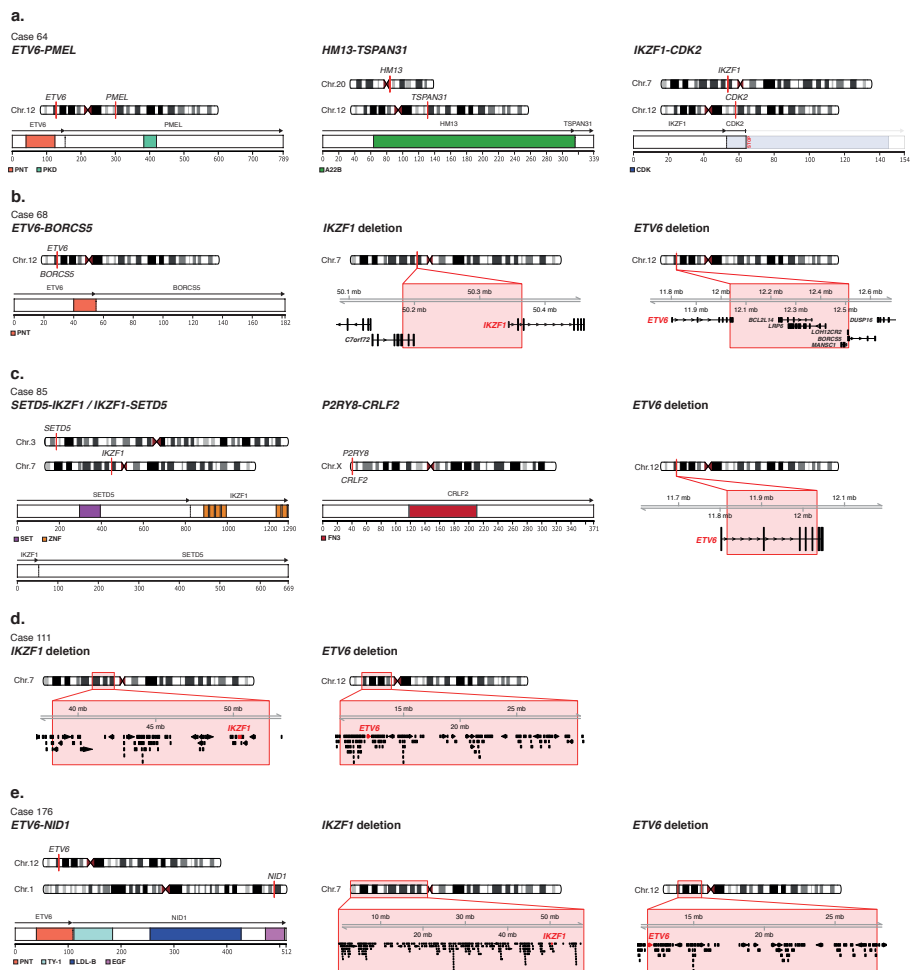 a.
Case 64
ETV6-PMEL
HM13-TSPAN31
IKZF1-CDK2
HM13
IKZF1
Chr.20
Chr.7
ETV6 PMEL
TSPAN31
CDK2
Chr.12
Chr.12
Chr.12
ETV6 PMEL
HM13 TSPAN31
IKZF1 CDK2
STOP
0 100 200 300 400 500 600 700 789
0 20 40 60 80 100 120 140 160 180 200 220 240 260 280 300 339
0 20 40 60 80 100 120 154
PNT PKD
A22B
CDK
b.
Case 68
ETV6-BORCS5
IKZF1 deletion
ETV6 deletion
ETV6
Chr.12
BORCS5
Chr.7
Chr.12
ETV6 BORCS5
0 20 40 60 80 100 120 140 160 182
PNT
50.1 mb 50.3 mb
50.2 mb 50.4 mb
IKZF1
C7orf72
11.8 mb 12 mb 12.2 mb 12.4 mb 12.6 mb
11.9 mb 12.1 mb 12.3 mb 12.5 mb
ETV6 BCL2L14 DUSP16
LRP6
LOH12CR2
BORCS5
MANSC1
c.
Case 85
SETD5-IKZF1 / IKZF1-SETD5
P2RY8-CRLF2
ETV6 deletion
SETD5
Chr.3
IKZF1
Chr.7
P2RY8
Chr.X
CRLF2
Chr.12
SETD5 IKZF1
0 200 400 600 800 1000 1290
SET ZNF
IKZF1 SETD5
0 100 200 300 400 500 669
CRLF2
0 20 40 60 80 100 120 140 160 180 200 220 240 260 280 300 320 371
FN3
11.7 mb 11.9 mb 12.1 mb
11.8 mb 12 mb
ETV6
d.
Case 111
IKZF1 deletion
ETV6 deletion
Chr.7
Chr.12
40 mb 50 mb
45 mb IKZF1
15 mb 25 mb
ETV6 20 mb
e.
Case 176
ETV6-NID1
IKZF1 deletion
ETV6 deletion
ETV6
Chr.12
NID1
Chr.1
Chr.7
Chr.12
ETV6 NID1
0 100 200 300 400 512
PNT TY-1 LDL-B EGF
10 mb 30 mb 50 mb
20 mb 40 mb IKZF1
15 mb 25 mb
ETV6 20 mb